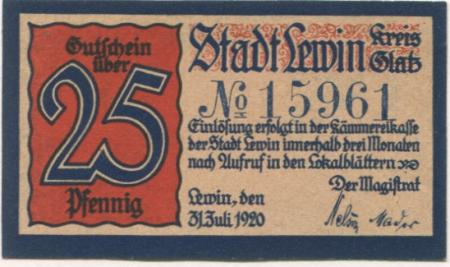 Gutschein
über
25
Pfennig
Stadt Lewin Kreis
Glatz
No 15961
Einlösung erfolgt in der Kämmereikasse
der Stadt Lewin innerhalb drei Monaten
nach Aufruf in den Lokalblättern
Der Magistrat
Lewin, den
31. Juli 1920